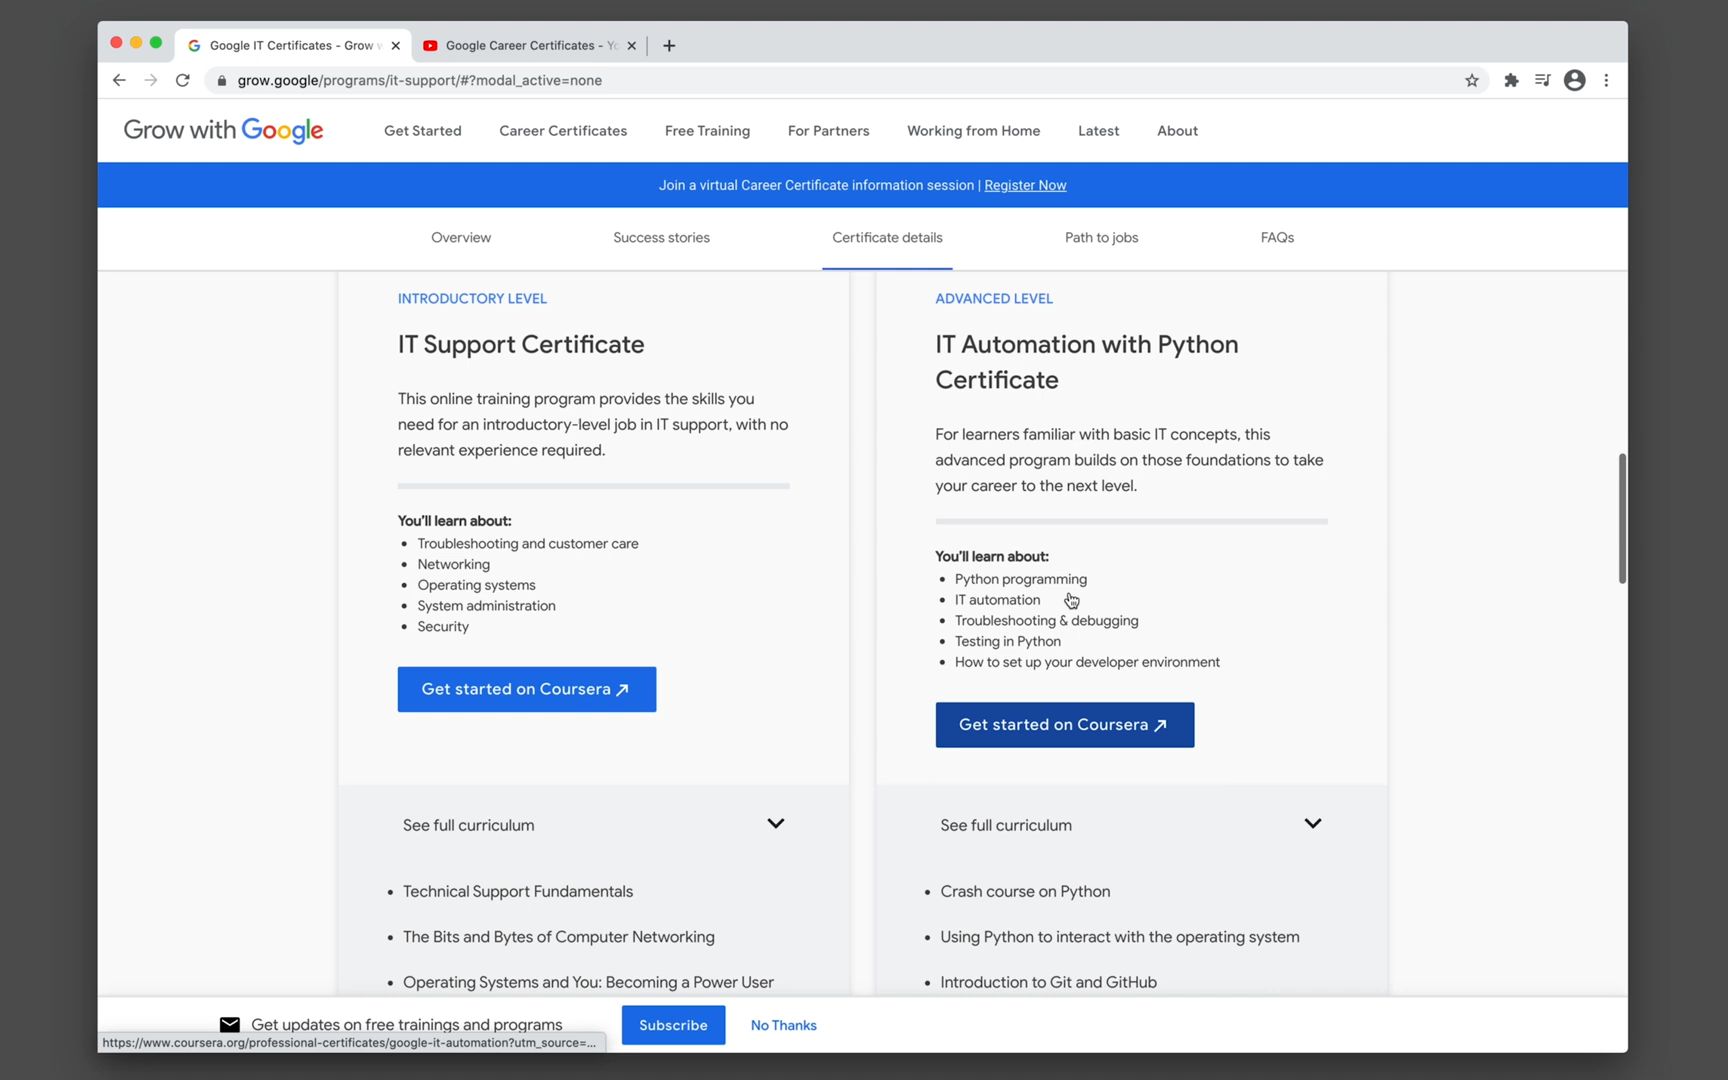 Google IT Certificates - Grow w
Google Career Certificates - Yo
grow.google/programs/it-support/#?modal_active=none
Grow with Google
Get Started
Career Certificates
Free Training
For Partners
Working from Home
Latest
About
Join a virtual Career Certificate information session | Register Now
Overview
Success stories
Certificate details
Path to jobs
FAQs
INTRODUCTORY LEVEL
IT Support Certificate
This online training program provides the skills you
need for an introductory-level job in IT support, with no
relevant experience required.
You'll learn about:
• Troubleshooting and customer care
• Networking
• Operating systems
• System administration
• Security
Get started on Coursera
See full curriculum
• Technical Support Fundamentals
• The Bits and Bytes of Computer Networking
• Operating Systems and You: Becoming a Power User
ADVANCED LEVEL
IT Automation with Python
Certificate
For learners familiar with basic IT concepts, this
advanced program builds on those foundations to take
your career to the next level.
You'll learn about:
• Python programming
• IT automation
• Troubleshooting & debugging
• Testing in Python
• How to set up your developer environment
Get started on Coursera
See full curriculum
• Crash course on Python
• Using Python to interact with the operating system
• Introduction to Git and GitHub
Get updates on free trainings and programs
Subscribe
No Thanks
https://www.coursera.org/professional-certificates/google-it-automation?utm_source=...